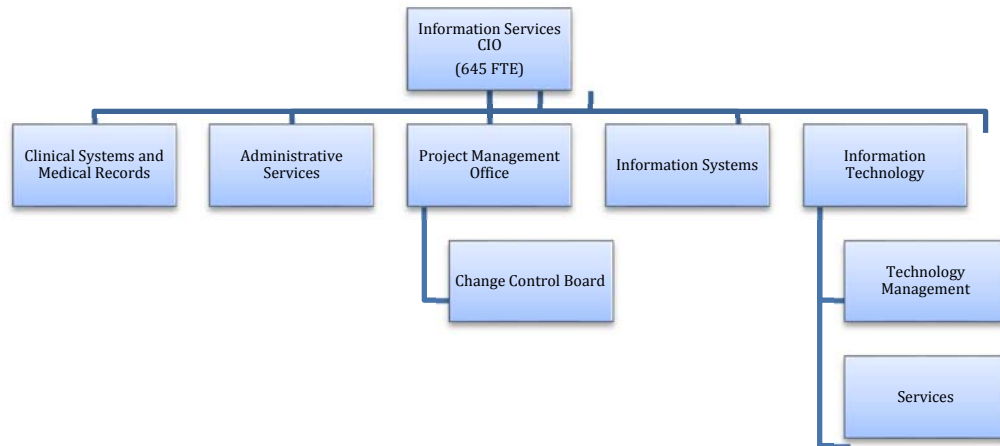 Information Services
CIO
(645 FTE)
Clinical Systems and
Medical Records
Administrative
Services
Project Management
Office
Information Systems
Information
Technology
Change Control Board
Technology
Management
Services